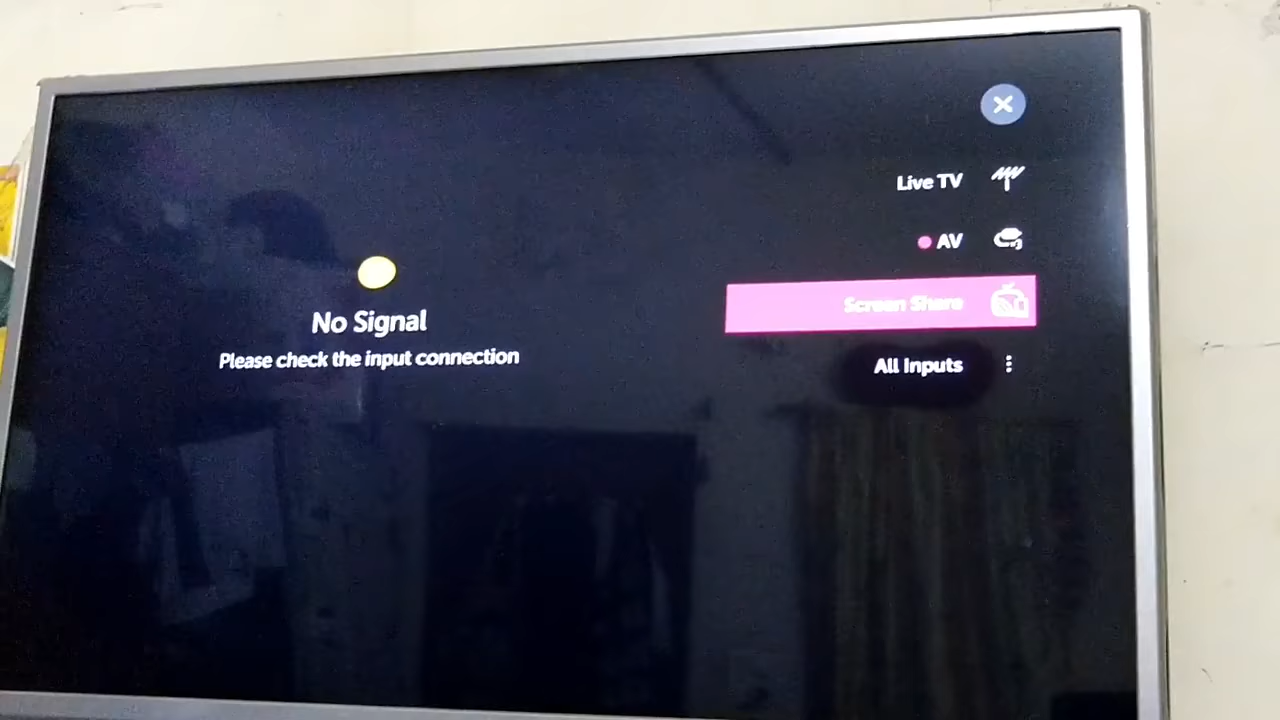 Live TV
AV
Screen Share
All Inputs
No Signal
Please check the input connection